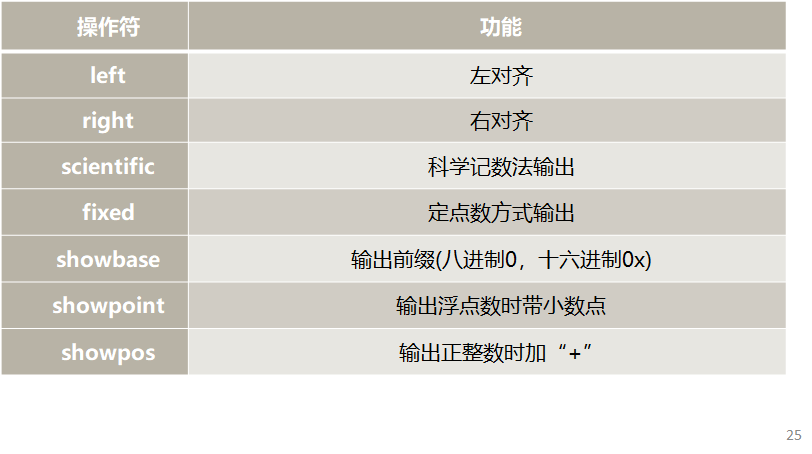 操作符 功能
left 左对齐
right 右对齐
scientific 科学记数法输出
fixed 定点数方式输出
showbase 输出前缀(八进制0，十六进制0x)
showpoint 输出浮点数时带小数点
showpos 输出正整数时加“+”
25